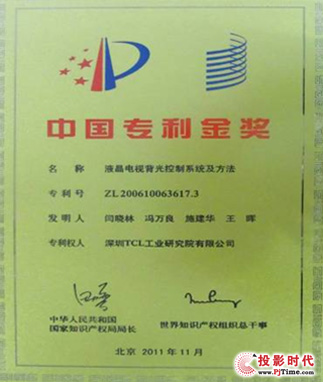 中国专利金奖
名 称 液晶电视背光控制系统及方法
专 利 号 ZL200610063617.3
发 明 人 闫晓林 冯万良 施建华 王 晖
专利权人 深圳TCL工业研究院有限公司
中华人民共和国
国家知识产权局局长
世界知识产权组织总干事
北京 2011年11月
投影时代
www.PjTime.com